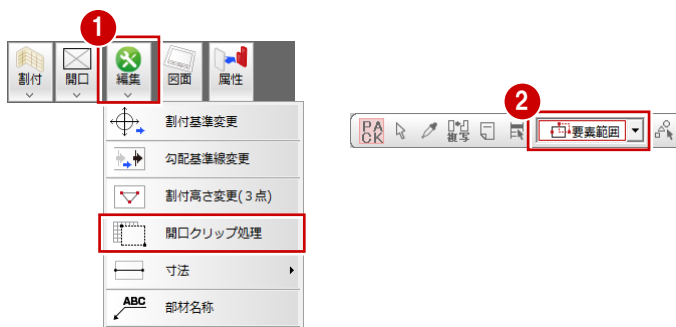 1
割付
開口
編集
図面
属性
割付基準変更
勾配基準線変更
割付高さ変更(3点)
開口クリップ処理
寸法
ABC
部材名称
2
PA
CK
複写
要素範囲